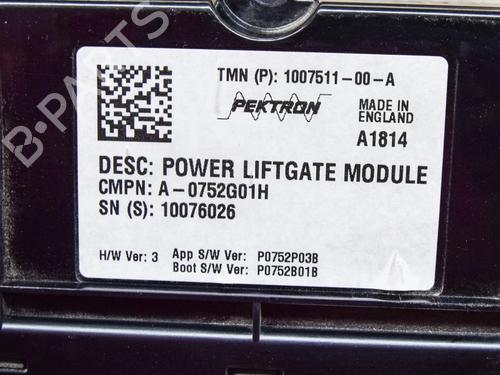 B-PARTS
TMN (P): 1007511-00-A
PEKTRON
MADE IN
ENGLAND
A1814
DESC: POWER LIFTGATE MODULE
CMPN: A-0752G01H
SN (S): 10076026
H/W Ver: 3 App S/W Ver: P0752P03B
Boot S/W Ver: P0752B01B